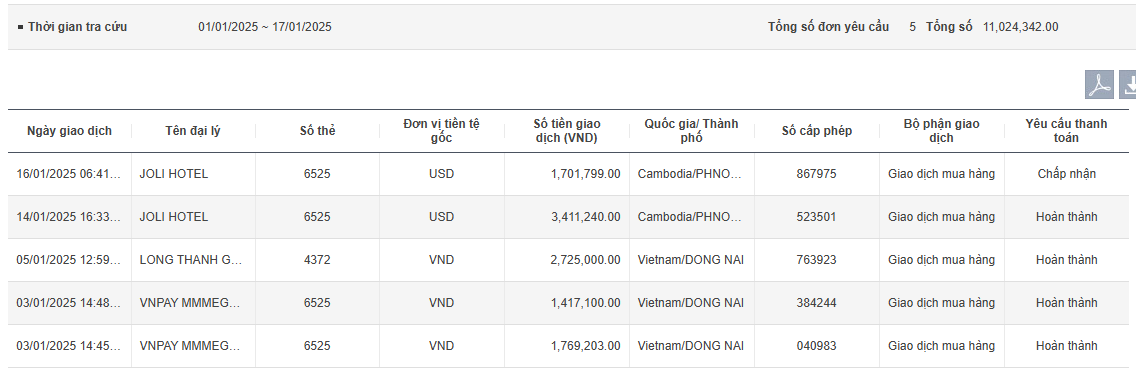 Thời gian tra cứu 01/01/2025 ~ 17/01/2025 Tổng số đơn yêu cầu 5 Tổng số 11,024,342.00
Ngày giao dịch Tên đại lý Số thẻ Đơn vị tiền tệ gốc Số tiền giao dịch (VND) Quốc gia/ Thành phố Số cấp phép Bộ phận giao dịch Yêu cầu thanh toán
16/01/2025 06:41... JOLI HOTEL 6525 USD 1,701,799.00 Cambodia/PHNO... 867975 Giao dịch mua hàng Chấp nhận
14/01/2025 16:33... JOLI HOTEL 6525 USD 3,411,240.00 Cambodia/PHNO... 523501 Giao dịch mua hàng Hoàn thành
05/01/2025 12:59... LONG THANH G... 4372 VND 2,725,000.00 Vietnam/DONG NAI 763923 Giao dịch mua hàng Hoàn thành
03/01/2025 14:48... VNPAY MMMEG... 6525 VND 1,417,100.00 Vietnam/DONG NAI 384244 Giao dịch mua hàng Hoàn thành
03/01/2025 14:45... VNPAY MMMEG... 6525 VND 1,769,203.00 Vietnam/DONG NAI 040983 Giao dịch mua hàng Hoàn thành